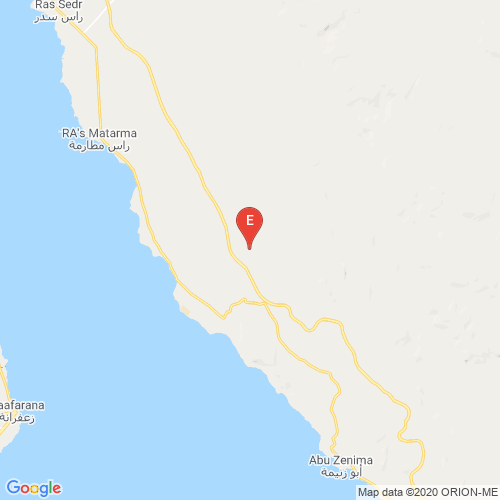 Ras Sedr
راس سدر
RA's Matarma
راس مطارمة
E
aafarana
زعفرانة
Abu Zenima
أبو زنيمة
Google
Map data ©2020 ORION-ME